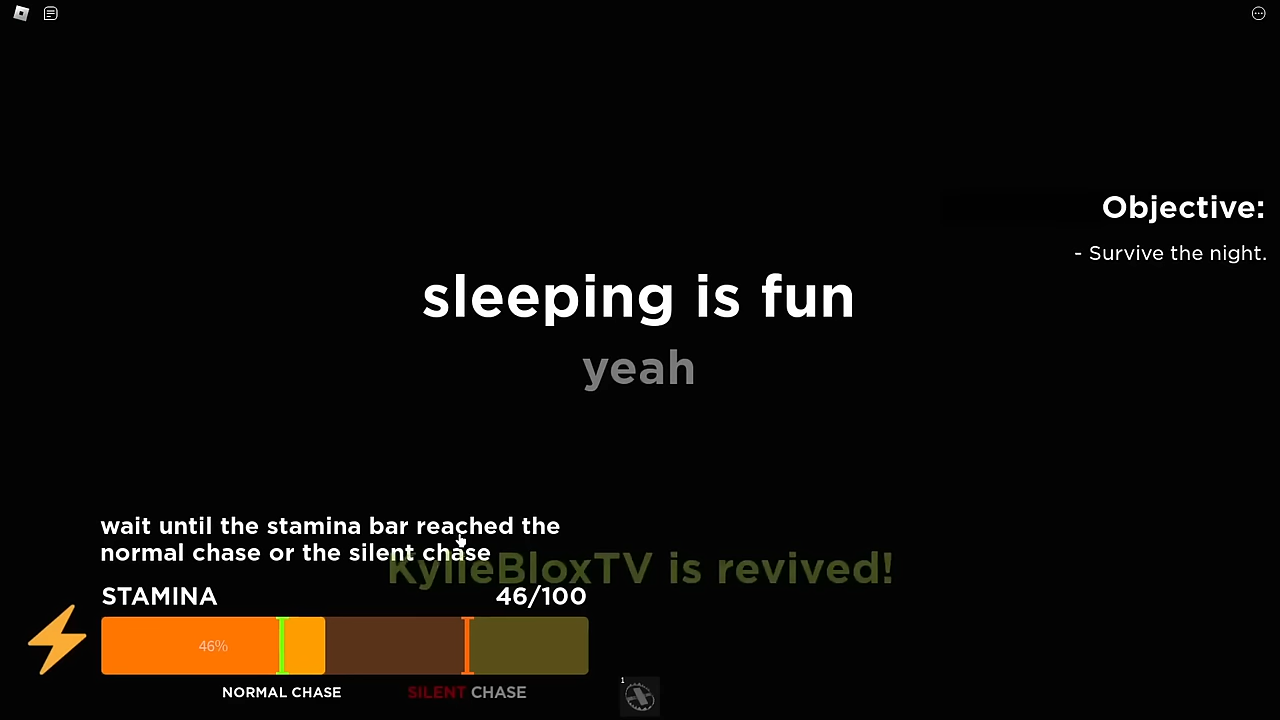 Objective:
- Survive the night.
sleeping is fun
yeah
wait until the stamina bar reached the
normal chase or the silent chase
KylieBloxTV is revived!
STAMINA 46/100
46%
NORMAL CHASE SILENT CHASE
1